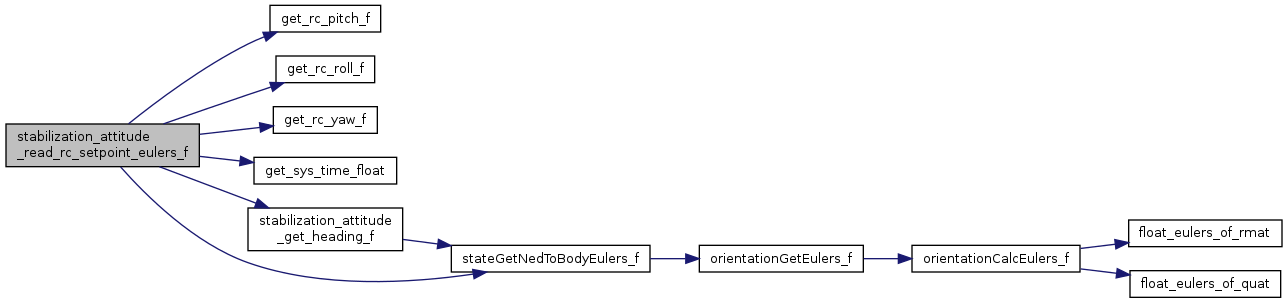 get_rc_pitch_f
get_rc_roll_f
get_rc_yaw_f
stabilization_attitude
_read_rc_setpoint_eulers_f
get_sys_time_float
stabilization_attitude
_get_heading_f
stateGetNedToBodyEulers_f
orientationGetEulers_f
orientationCalcEulers_f
float_eulers_of_rmat
float_eulers_of_quat